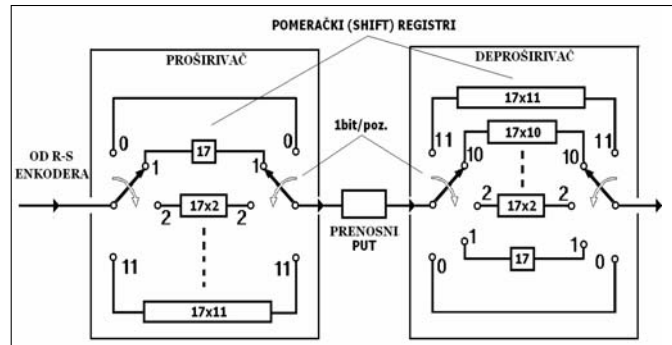 POMERAČKI (SHIFT) REGISTRI
PROŠIRIVAČ
DEPROŠIRIVAČ
17x11
0
0
11
11
17
1bit/poz.
17x10
OD R-S
ENKODERA
1
1
10
10
2
17x2
2
2
17x2
2
PRENOSNI
PUT
1
17
1
11
11
0
0
17x11